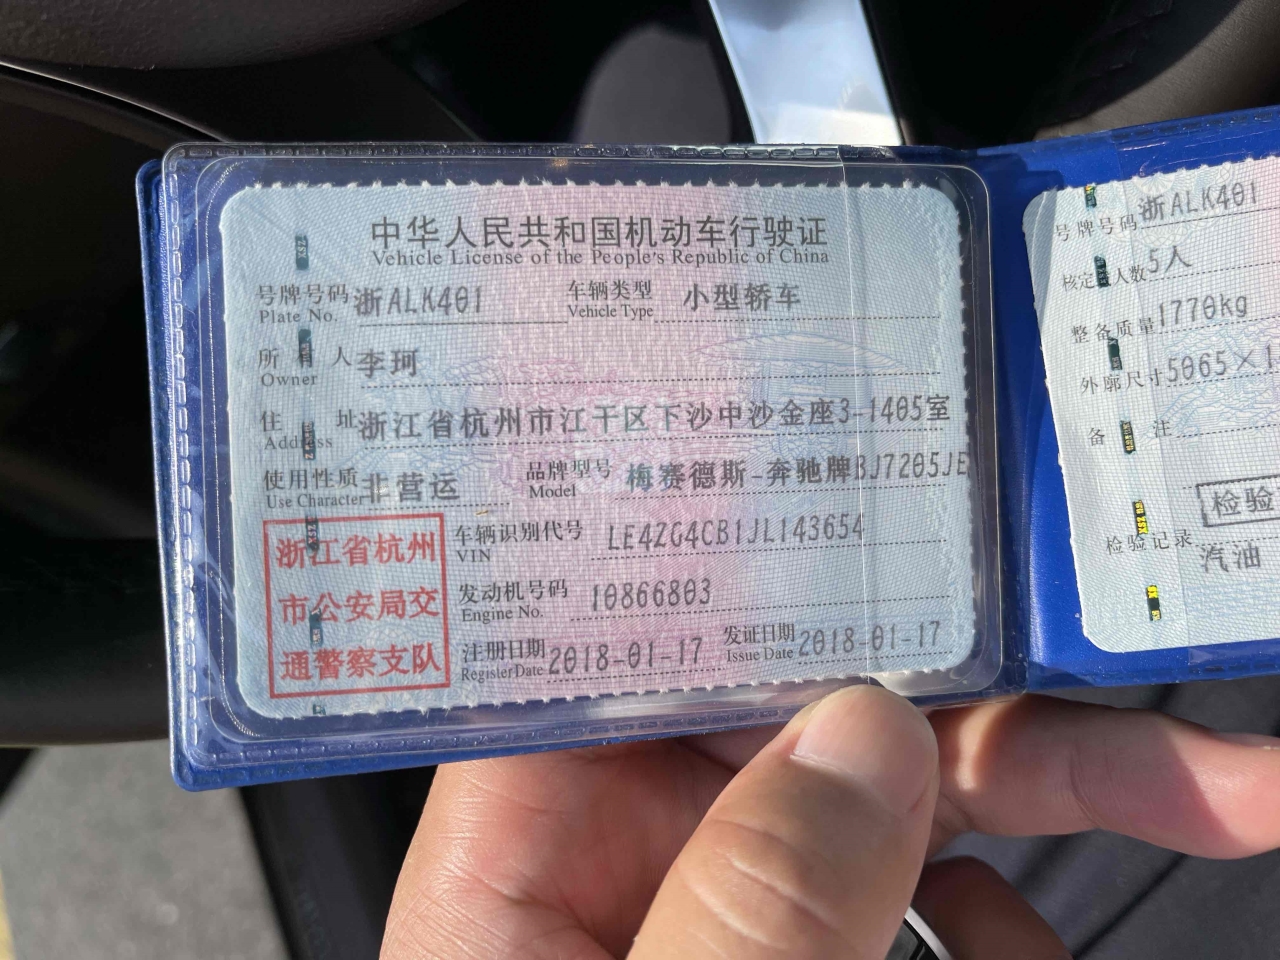 中华人民共和国机动车行驶证
Vehicle License of the People's Republic of China
号牌号码 浙ALK401 车辆类型 小型轿车
Plate No. Vehicle Type
所有人 李珂
Owner
住址 浙江省杭州市江干区下沙中沙金座3-1405室
Address
使用性质 非营运 品牌型号 梅赛德斯-奔驰牌BJ7205JE
Use Character Model
浙江省杭州
市公安局交
通警察支队
车辆识别代号 LE4ZG4CB1JL143654
VIN
发动机号码 10866803
Engine No.
注册日期 2018-01-17 发证日期 2018-01-17
Register Date Issue Date
号牌号码 浙ALK401
核定人数 5人
整备质量 1770kg
外廓尺寸 5065×1
备注
检验
检验记录
汽油